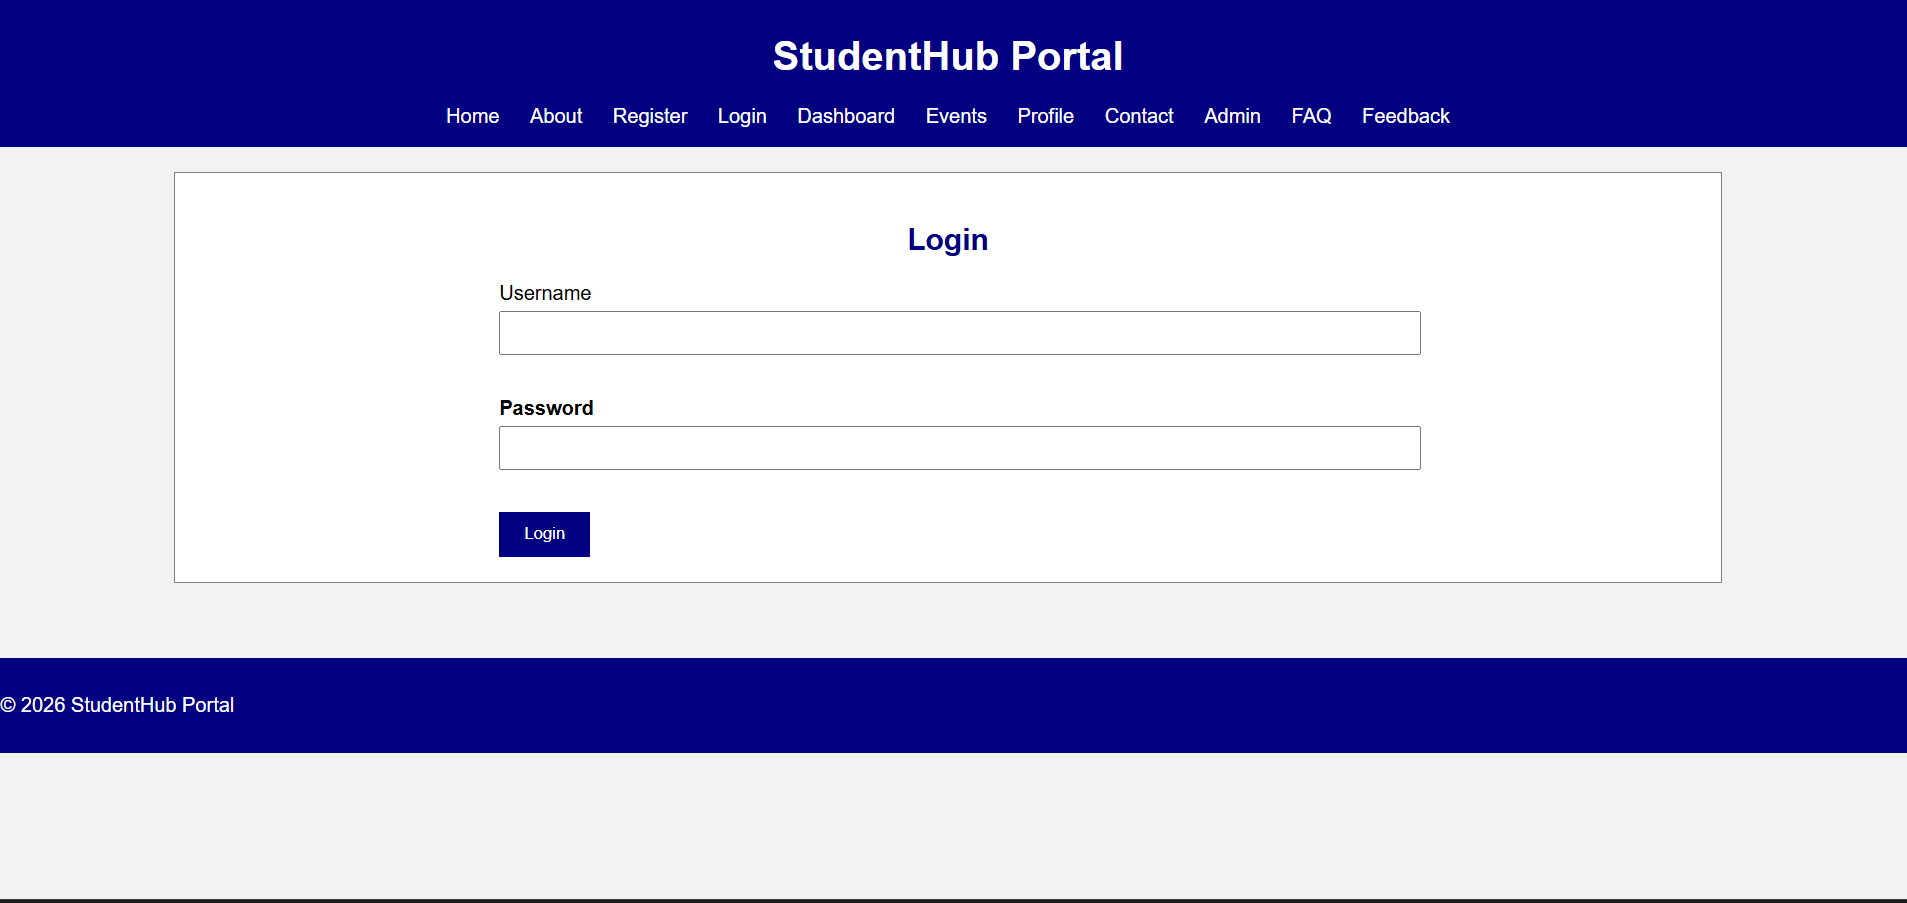 StudentHub Portal
Home About Register Login Dashboard Events Profile Contact Admin FAQ Feedback
Login
Username
Password
Login
© 2026 StudentHub Portal